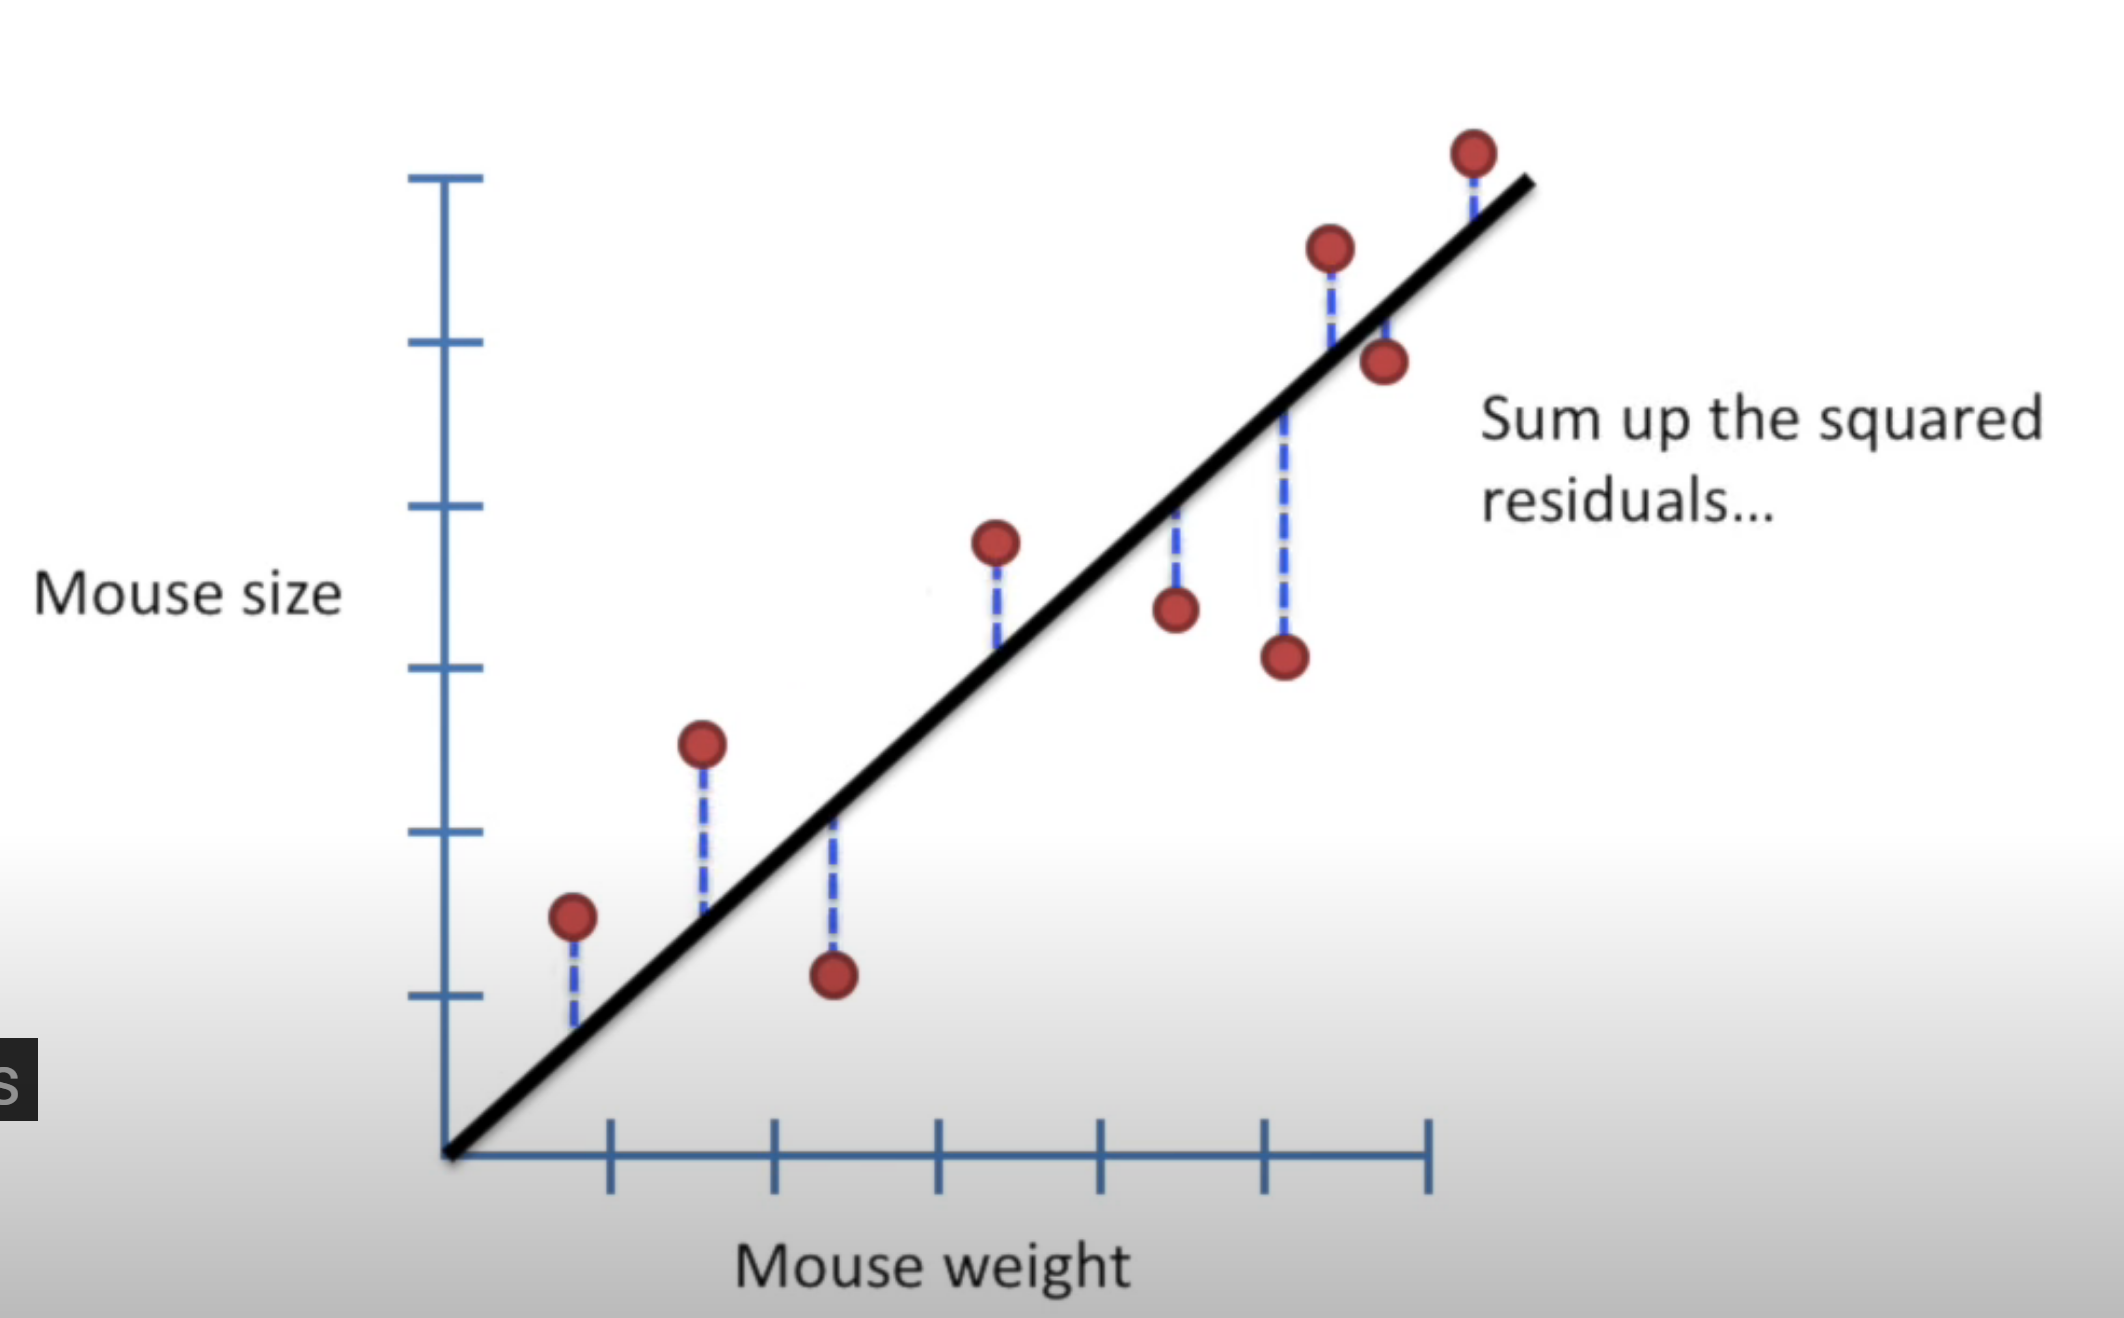 Sum up the squared
residuals...
Mouse size
s
Mouse weight